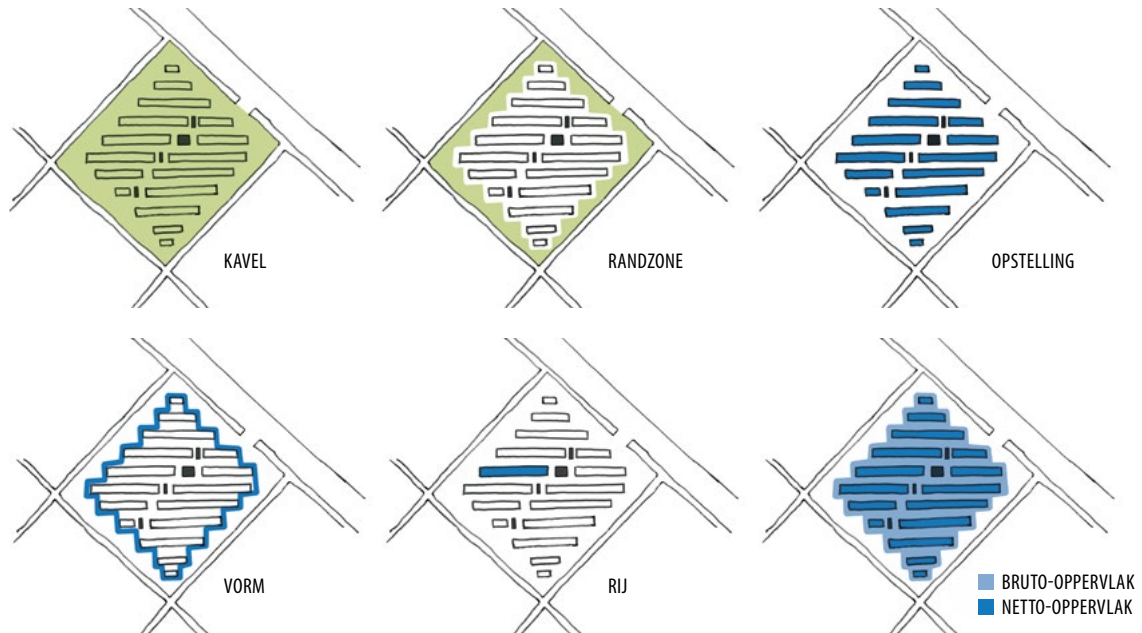 KAVEL
RANDZONE
OPSTELLING
VORM
RIJ
BRUTO-OPPERVLAK
NETTO-OPPERVLAK